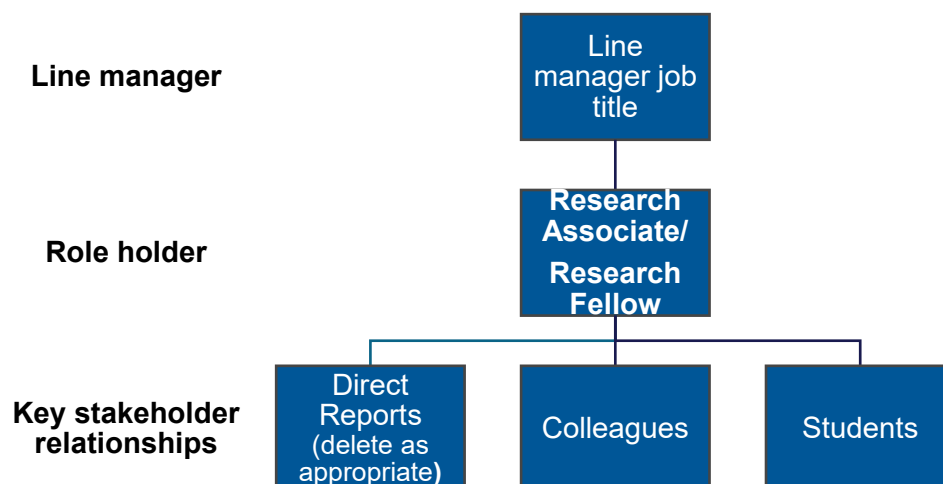 Line manager
Line
manager job
title
Role holder
Research
Associate/
Research
Fellow
Key stakeholder
relationships
Direct
Reports
(delete as
appropriate)
Colleagues
Students